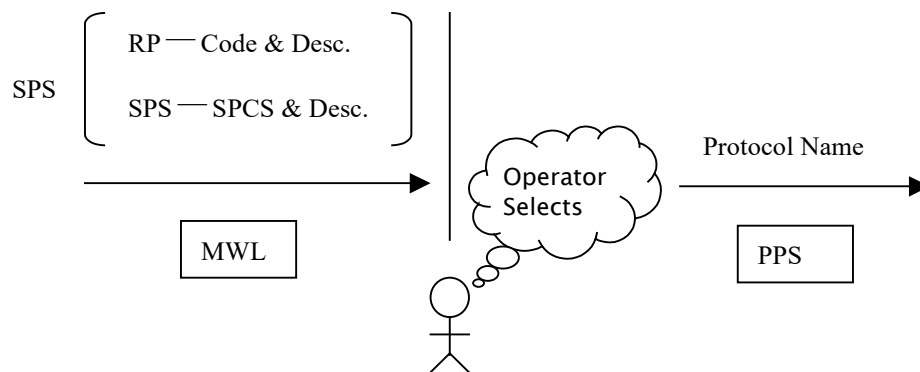 RP — Code & Desc.
SPS
SPS — SPCS & Desc.
Operator
Selects
Protocol Name
MWL
PPS